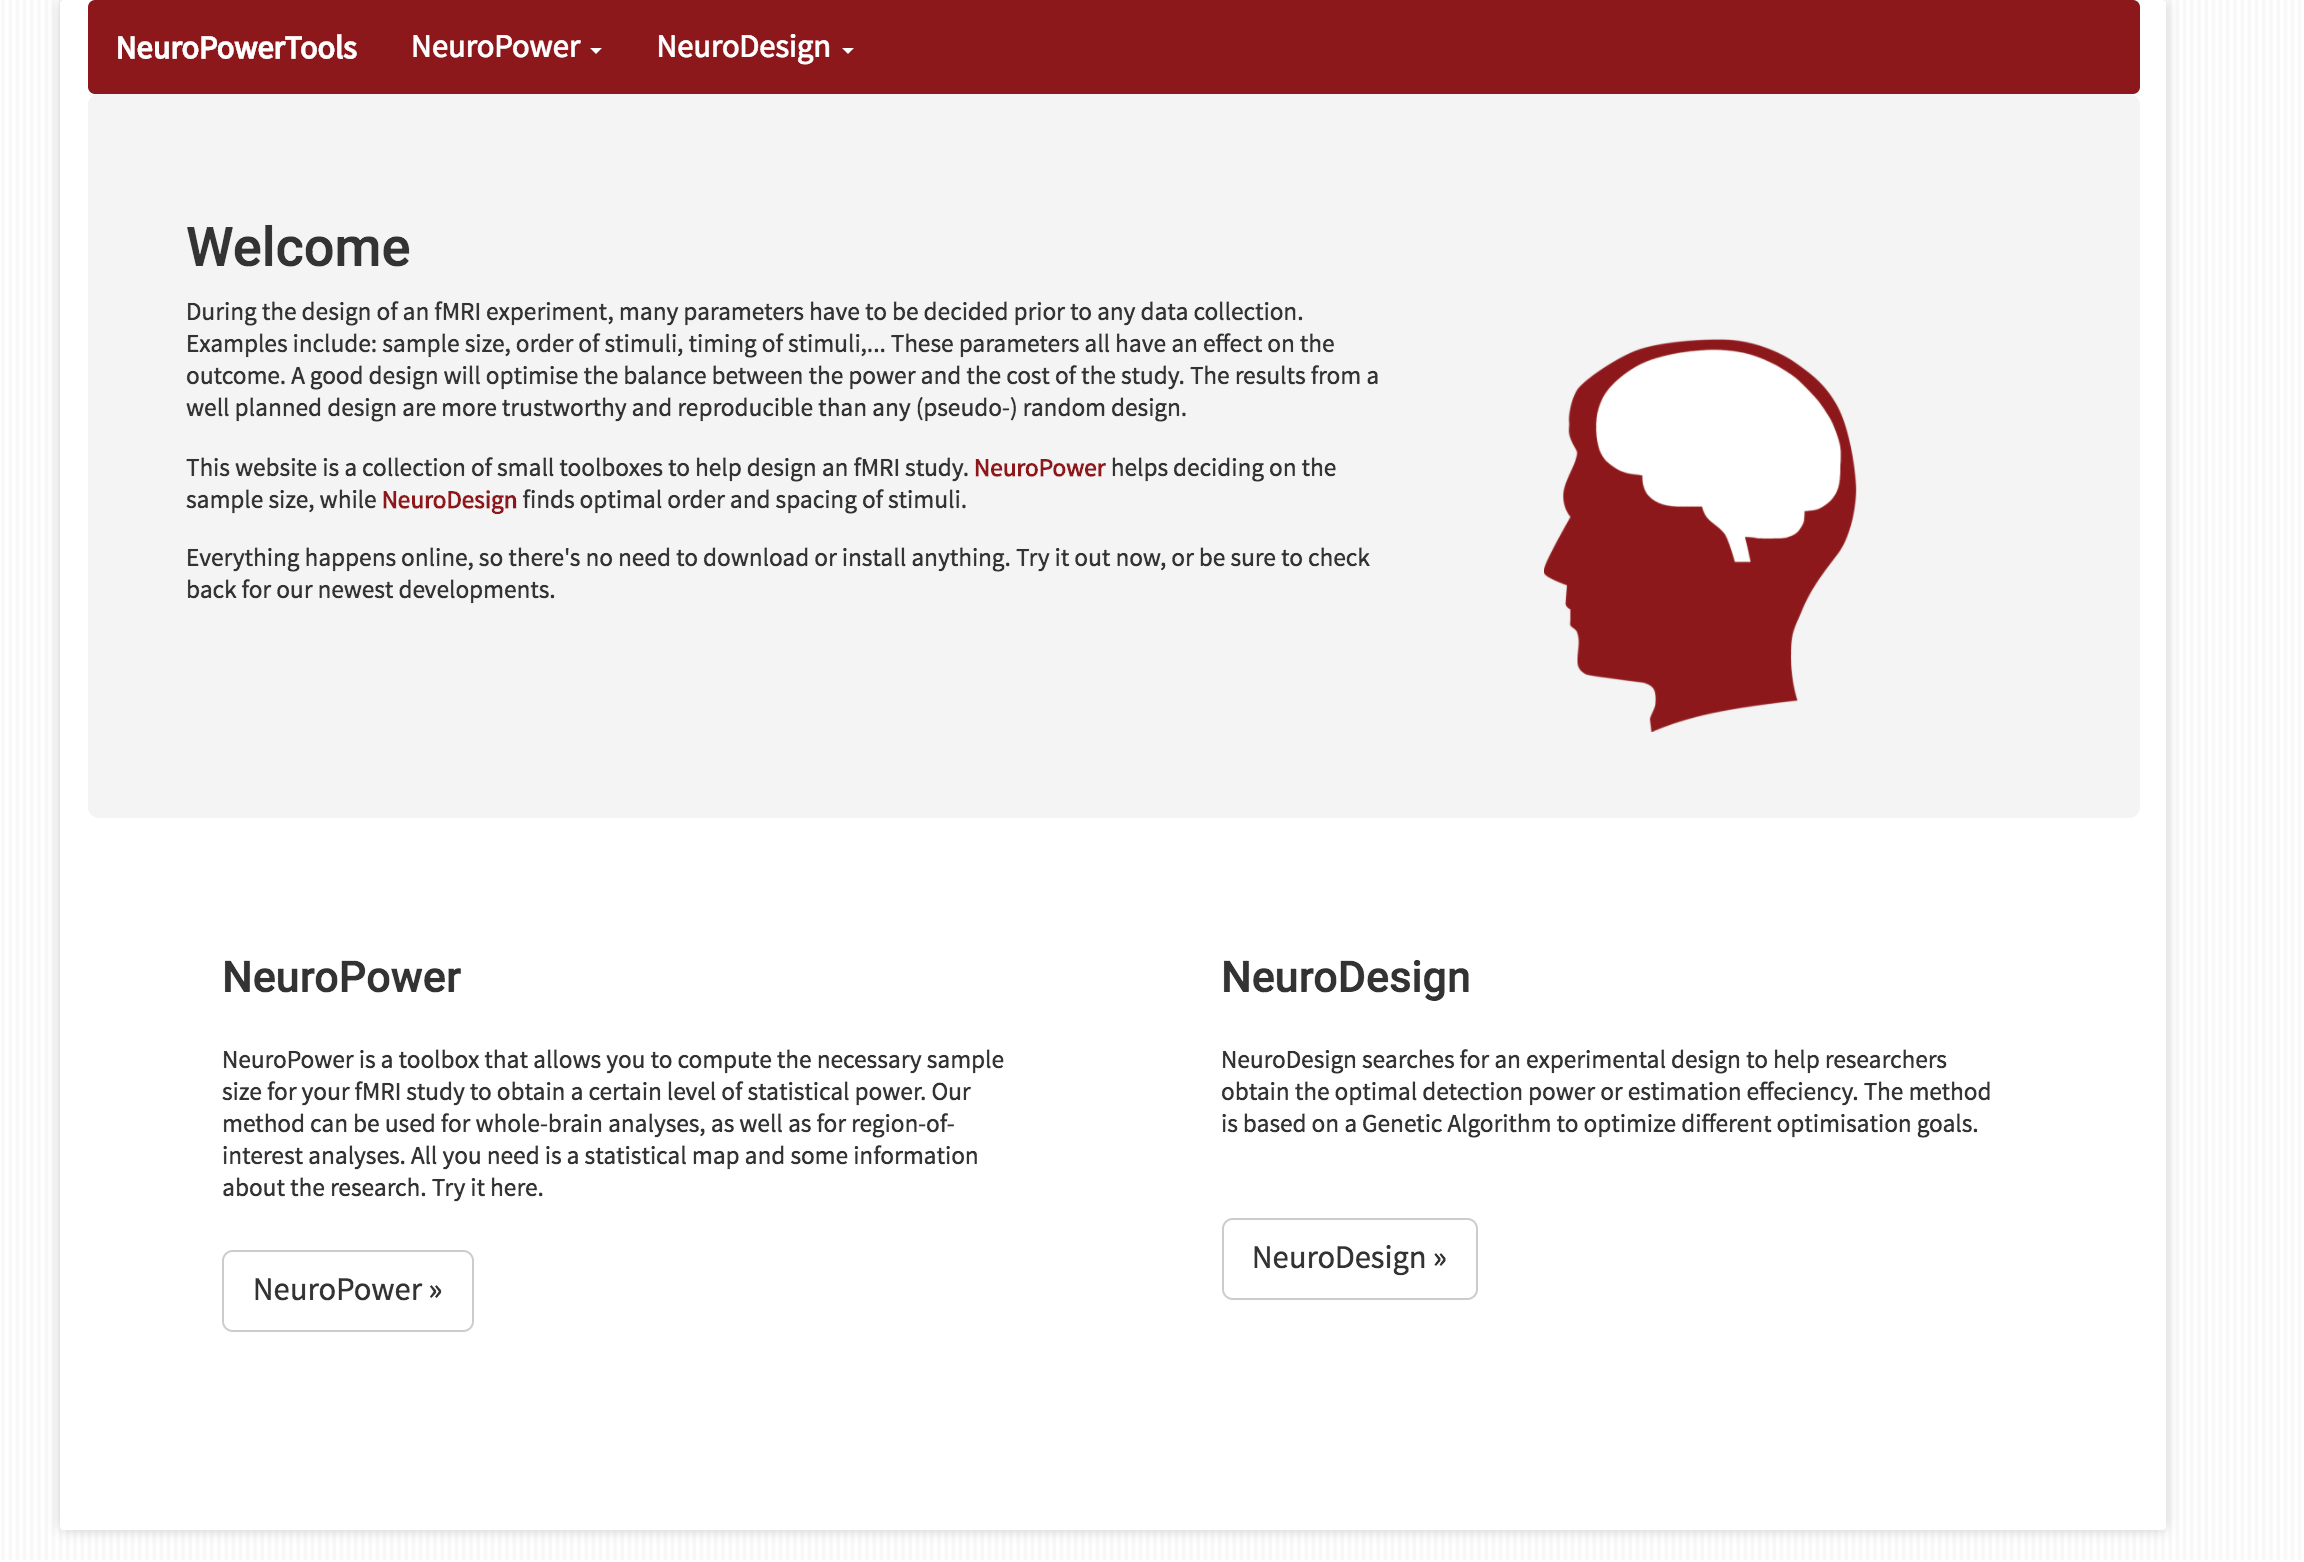 NeuroPowerTools NeuroPower NeuroDesign
Welcome
During the design of an fMRI experiment, many parameters have to be decided prior to any data collection.
Examples include: sample size, order of stimuli, timing of stimuli,... These parameters all have an effect on the
outcome. A good design will optimise the balance between the power and the cost of the study. The results from a
well planned design are more trustworthy and reproducible than any (pseudo-) random design.
This website is a collection of small toolboxes to help design an fMRI study. NeuroPower helps deciding on the
sample size, while NeuroDesign finds optimal order and spacing of stimuli.
Everything happens online, so there's no need to download or install anything. Try it out now, or be sure to check
back for our newest developments.
NeuroPower
NeuroPower is a toolbox that allows you to compute the necessary sample
size for your fMRI study to obtain a certain level of statistical power. Our
method can be used for whole-brain analyses, as well as for region-of-
interest analyses. All you need is a statistical map and some information
about the research. Try it here.
NeuroPower »
NeuroDesign
NeuroDesign searches for an experimental design to help researchers
obtain the optimal detection power or estimation effeciency. The method
is based on a Genetic Algorithm to optimize different optimisation goals.
NeuroDesign »